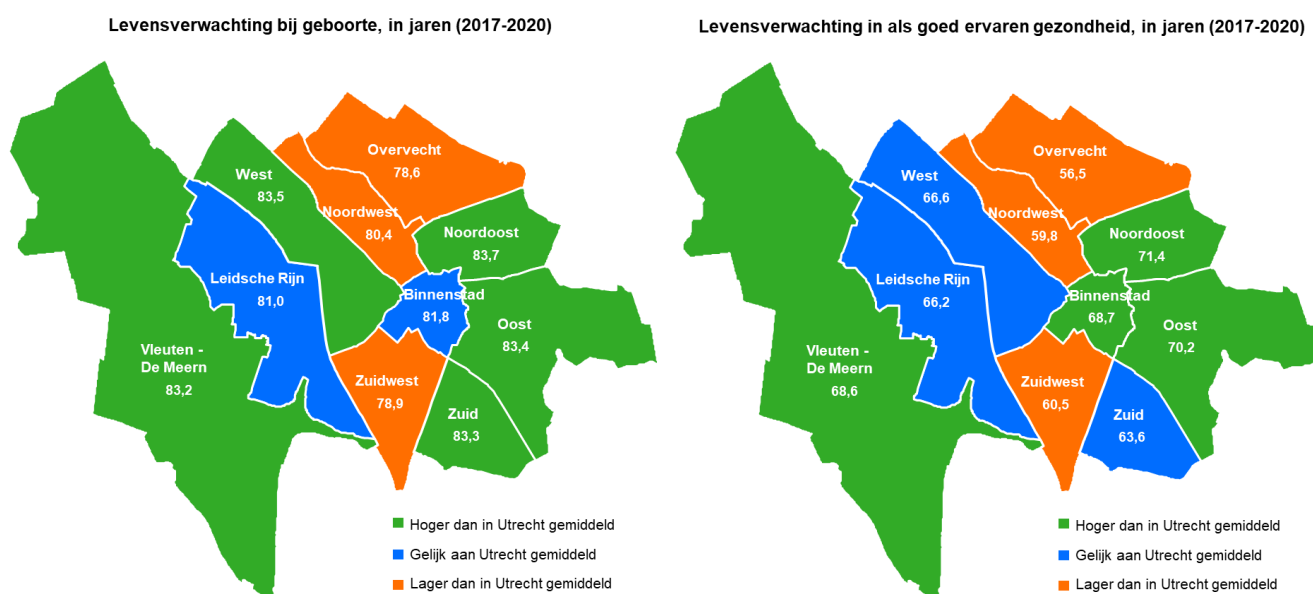 Levensverwachting bij geboorte, in jaren (2017-2020)
Overvecht
78,6
West
83,5
Noordwest
80,4
Noordoost
83,7
Leidsche Rijn
81,0
Binnenstad
81,8
Oost
83,4
Vleuten -
De Meern
83,2
Zuidwest
78,9
Zuid
83,3
Hoger dan in Utrecht gemiddeld
Gelijk aan Utrecht gemiddeld
Lager dan in Utrecht gemiddeld
Levensverwachting in als goed ervaren gezondheid, in jaren (2017-2020)
Overvecht
56,5
West
66,6
Noordwest
59,8
Noordoost
71,4
Leidsche Rijn
66,2
Binnenstad
68,7
Oost
70,2
Vleuten -
De Meern
68,6
Zuidwest
60,5
Zuid
63,6
Hoger dan in Utrecht gemiddeld
Gelijk aan Utrecht gemiddeld
Lager dan in Utrecht gemiddeld